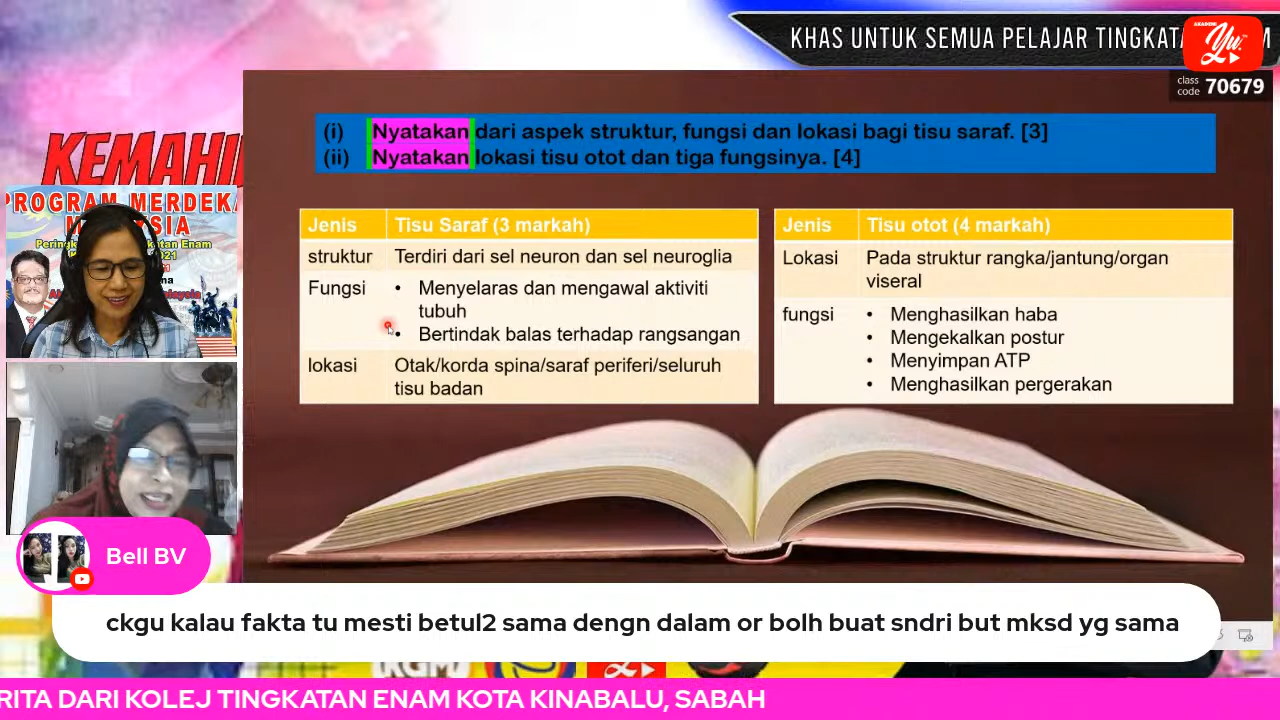 KHAS UNTUK SEMUA PELAJAR TINGKATA
AKADEMI
Yu.
class code 70679
KEMAHI
(i) Nyatakan dari aspek struktur, fungsi dan lokasi bagi tisu saraf. [3]
(ii) Nyatakan lokasi tisu otot dan tiga fungsinya. [4]
PROGRAM MERDEKA
Jenis Tisu Saraf (3 markah)
struktur Terdiri dari sel neuron dan sel neuroglia
Fungsi • Menyelaras dan mengawal aktiviti
tubuh
• Bertindak balas terhadap rangsangan
lokasi Otak/korda spina/saraf periferi/seluruh
tisu badan
Jenis Tisu otot (4 markah)
Lokasi Pada struktur rangka/jantung/organ
viseral
fungsi • Menghasilkan haba
• Mengekalkan postur
• Menyimpan ATP
• Menghasilkan pergerakan
Bell BV
ckgu kalau fakta tu mesti betul2 sama dengn dalam or bolh buat sndri but mksd yg sama
KGM
RITA DARI KOLEJ TINGKATAN ENAM KOTA KINABALU, SABAH